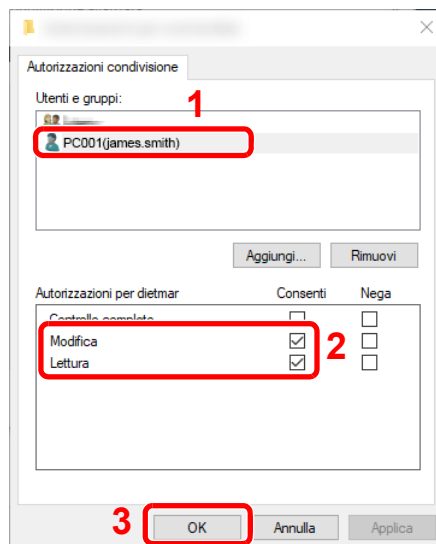 Autorizzazioni condivisione
Utenti e gruppi:
1
PC001(james.smith)
Aggiungi...
Rimuovi
Autorizzazioni per dietmar
Consenti
Nega
Controllo completo
Modifica
Lettura
2
3
OK
Annulla
Applica